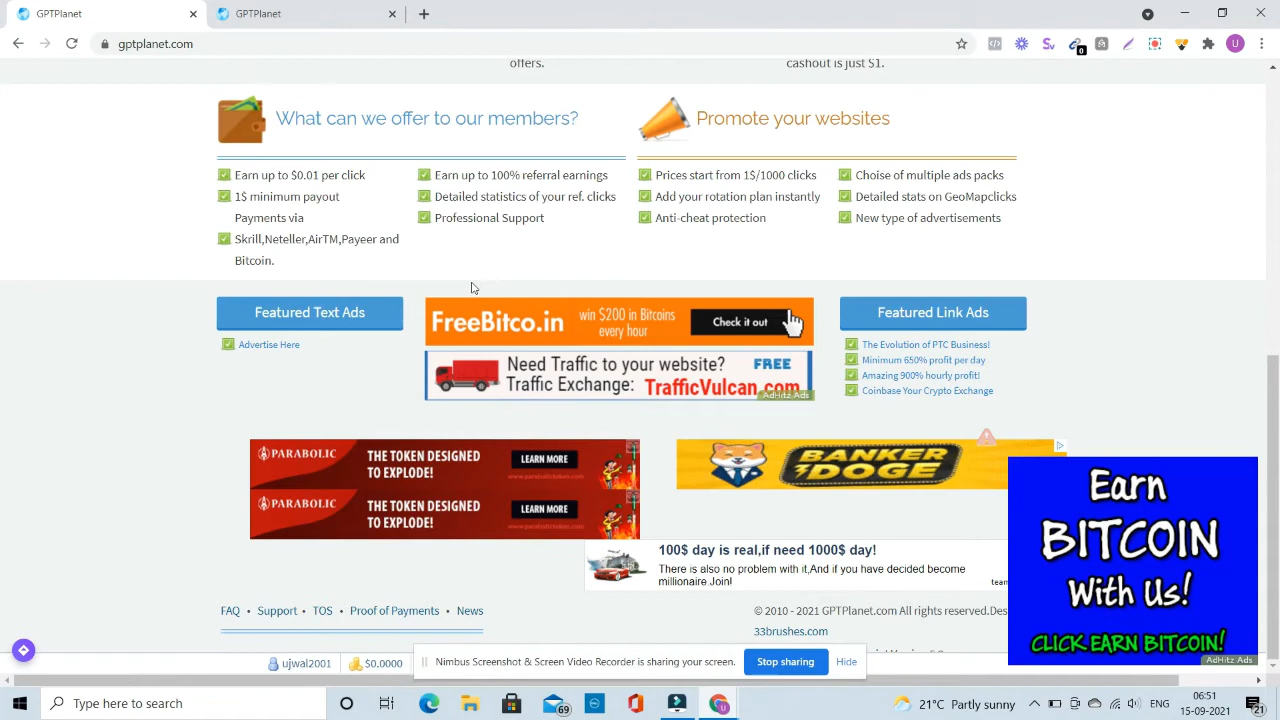 GPTPlanet
GPTPlanet
gptplanet.com
U
0
offers.
cashout is just $1.
What can we offer to our members?
Earn up to $0.01 per click
1$ minimum payout
Payments via
Skrill,Neteller,AirTM,Payeer and
Bitcoin.
Earn up to 100% referral earnings
Detailed statistics of your ref. clicks
Professional Support
Promote your websites
Prices start from 1$/1000 clicks
Add your rotation plan instantly
Anti-cheat protection
Choise of multiple ads packs
Detailed stats on GeoMapclicks
New type of advertisements
Featured Text Ads
Advertise Here
FreeBitco.in
win $200 in Bitcoins
every hour
Check it out
Need Traffic to your website?
FREE
Traffic Exchange: TrafficVulcan.com
AdHitz Ads
Featured Link Ads
The Evolution of PTC Business!
Minimum 650% profit per day
Amazing 900% hourly profit!
Coinbase Your Crypto Exchange
PARABOLIC
THE TOKEN DESIGNED
TO EXPLODE!
LEARN MORE
www.parabolictoken.com
PARABOLIC
THE TOKEN DESIGNED
TO EXPLODE!
LEARN MORE
www.parabolictoken.com
BANKER
DOGE
100$ day is real,if need 1000$ day!
There is also no problem with it,And if you have decided become
millionaire Join!
Earn
BITCOIN
With Us!
CLICK EARN BITCOIN!
AdHitz Ads
FAQ • Support • TOS • Proof of Payments • News
© 2010 - 2021 GPTPlanet.com All rights reserved.Des
33brushes.com
ujwal2001
$0.0000
Nimbus Screenshot & Screen Video Recorder is sharing your screen.
Stop sharing
Hide
Type here to search
69
21°C Partly sunny
06:51
15-09-2021
21